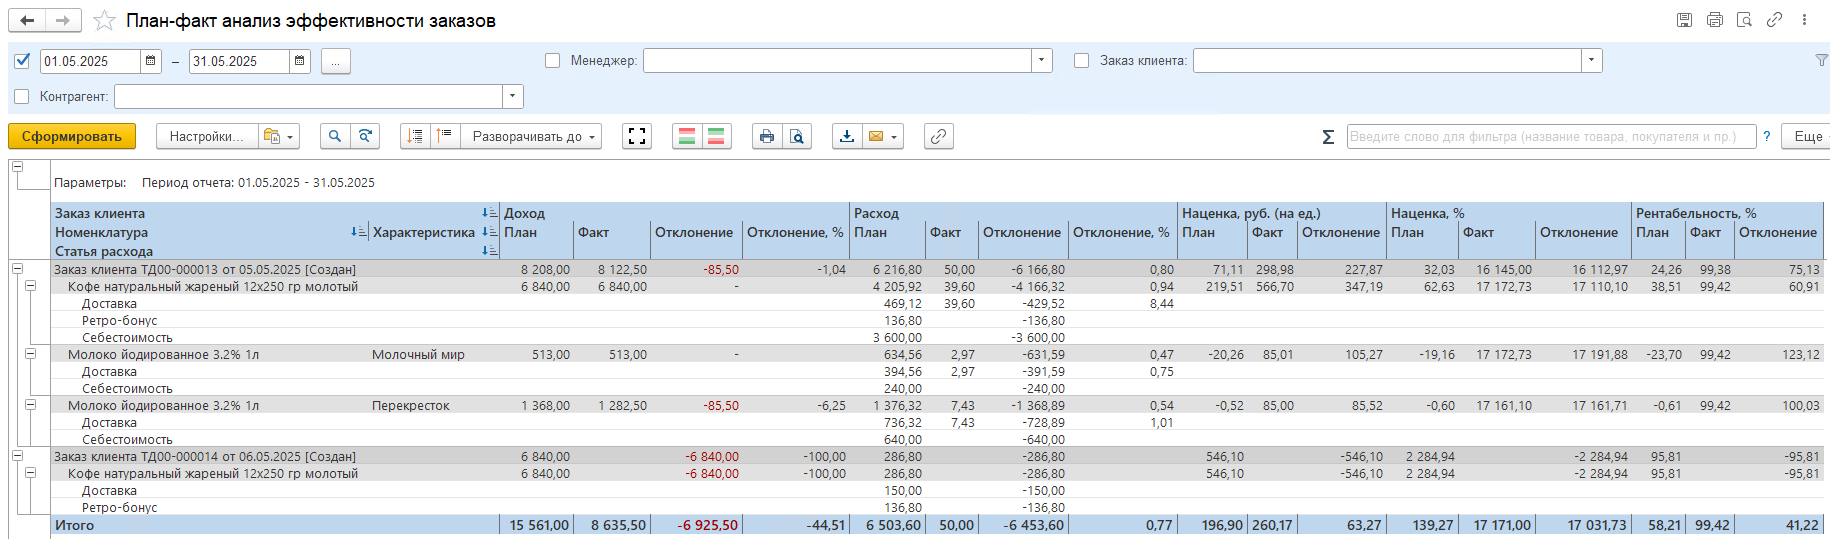 План-факт анализ эффективности заказов
01.05.2025 – 31.05.2025 ... Менеджер: Заказ клиента:
Контрагент:
Сформировать Настройки... Разворачивать до Σ Введите слово для фильтра (название товара, покупателя и пр.) ? Еще
Параметры: Период отчета: 01.05.2025 - 31.05.2025
Заказ клиента Доход Расход Наценка, руб. (на ед.) Наценка, % Рентабельность, %
Номенклатура Характеристика План Факт Отклонение Отклонение, % План Факт Отклонение Отклонение, % План Факт Отклонение План Факт Отклонение План Факт Отклонение
Статья расхода
Заказ клиента ТД00-000013 от 05.05.2025 [Создан] 8 208,00 8 122,50 -85,50 -1,04 6 216,80 50,00 -6 166,80 0,80 71,11 298,98 227,87 32,03 16 145,00 16 112,97 24,26 99,38 75,13
Кофе натуральный жареный 12х250 гр молотый 6 840,00 6 840,00 - 4 205,92 39,60 -4 166,32 0,94 219,51 566,70 347,19 62,63 17 172,73 17 110,10 38,51 99,42 60,91
Доставка 469,12 39,60 -429,52 8,44
Ретро-бонус 136,80 -136,80
Себестоимость 3 600,00 -3 600,00
Молоко йодированное 3.2% 1л Молочный мир 513,00 513,00 - 634,56 2,97 -631,59 0,47 -20,26 85,01 105,27 -19,16 17 172,73 17 191,88 -23,70 99,42 123,12
Доставка 394,56 2,97 -391,59 0,75
Себестоимость 240,00 -240,00
Молоко йодированное 3.2% 1л Перекресток 1 368,00 1 282,50 -85,50 -6,25 1 376,32 7,43 -1 368,89 0,54 -0,52 85,00 85,52 -0,60 17 161,10 17 161,71 -0,61 99,42 100,03
Доставка 736,32 7,43 -728,89 1,01
Себестоимость 640,00 -640,00
Заказ клиента ТД00-000014 от 06.05.2025 [Создан] 6 840,00 -6 840,00 -100,00 286,80 -286,80 546,10 -546,10 2 284,94 -2 284,94 95,81 -95,81
Кофе натуральный жареный 12х250 гр молотый 6 840,00 -6 840,00 -100,00 286,80 -286,80 546,10 -546,10 2 284,94 -2 284,94 95,81 -95,81
Доставка 150,00 -150,00
Ретро-бонус 136,80 -136,80
Итого 15 561,00 8 635,50 -6 925,50 -44,51 6 503,60 50,00 -6 453,60 0,77 196,90 260,17 63,27 139,27 17 171,00 17 031,73 58,21 99,42 41,22